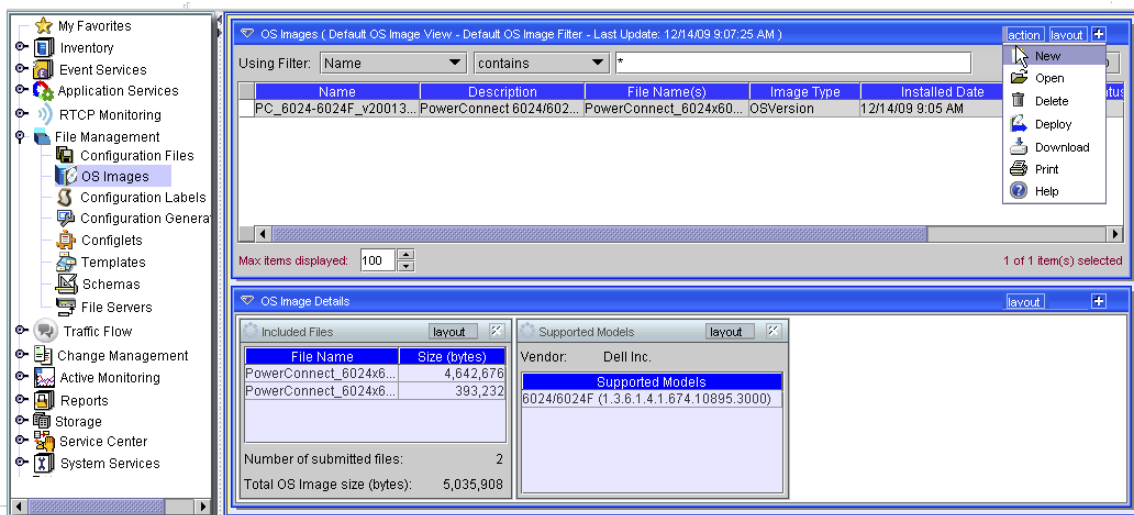 My Favorites
Inventory
Event Services
Application Services
RTCP Monitoring
File Management
Configuration Files
OS Images
Configuration Labels
Configuration Genera
Configlets
Templates
Schemas
File Servers
Traffic Flow
Change Management
Active Monitoring
Reports
Storage
Service Center
System Services
OS Images ( Default OS Image View - Default OS Image Filter - Last Update: 12/14/09 9:07:25 AM )
action layout
Using Filter: Name contains *
New
Open
Delete
Deploy
Download
Print
Help
Name Description File Name(s) Image Type Installed Date
PC_6024-6024F_v20013... PowerConnect 6024/602... PowerConnect_6024x60... OSVersion 12/14/09 9:05 AM
Max items displayed: 100 1 of 1 item(s) selected
OS Image Details layout
Included Files layout
File Name Size (bytes)
PowerConnect_6024x6... 4,642,676
PowerConnect_6024x6... 393,232
Number of submitted files: 2
Total OS Image size (bytes): 5,035,908
Supported Models layout
Vendor: Dell Inc.
Supported Models
6024/6024F (1.3.6.1.4.1.674.10895.3000)